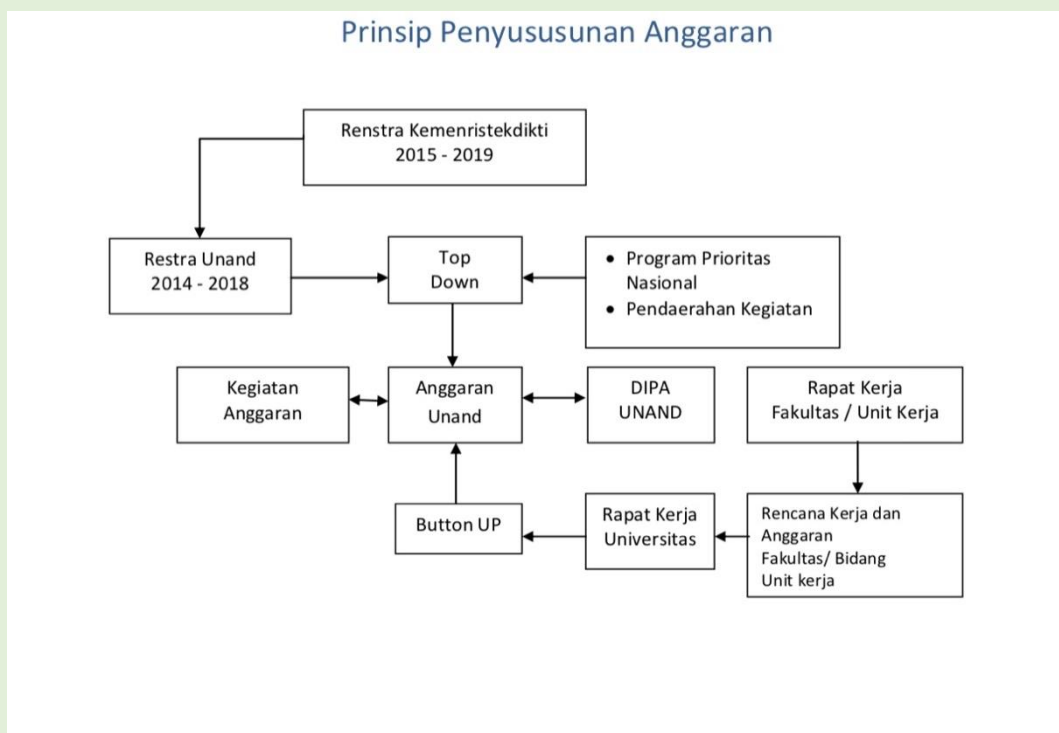 Prinsip Penyususunan Anggaran
Renstra Kemenristekdikti
2015 - 2019
Restra Unand
2014 - 2018
Top
Down
• Program Prioritas
Nasional
• Pendaerahan Kegiatan
Kegiatan
Anggaran
Anggaran
Unand
DIPA
UNAND
Rapat Kerja
Fakultas / Unit Kerja
Button UP
Rapat Kerja
Universitas
Rencana Kerja dan
Anggaran
Fakultas/ Bidang
Unit kerja